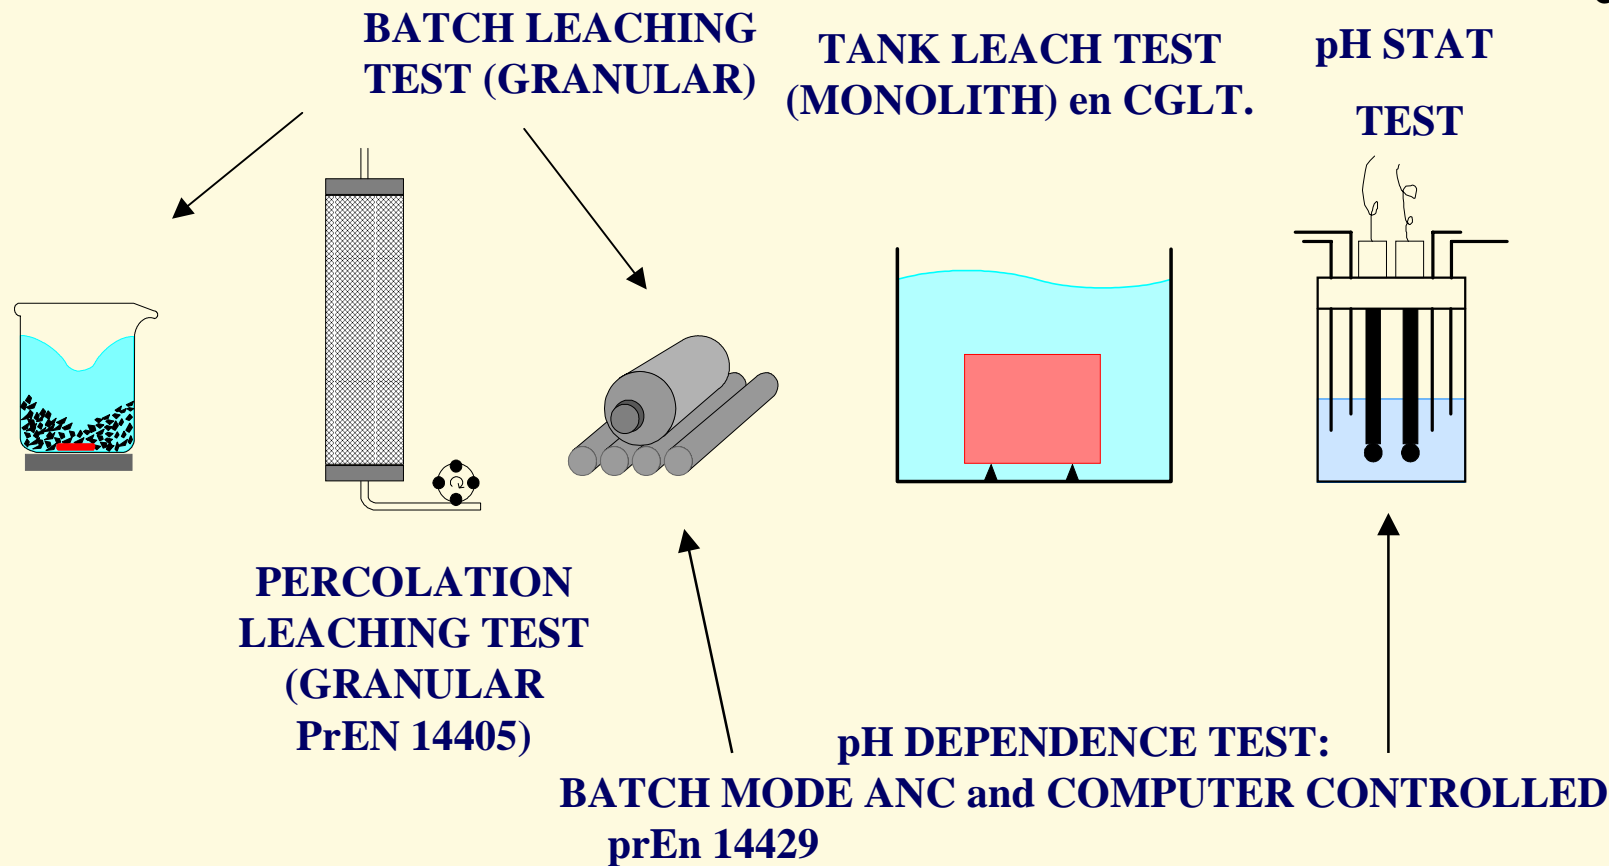 BATCH LEACHING
TEST (GRANULAR)
TANK LEACH TEST
(MONOLITH) en CGLT.
pH STAT
TEST
PERCOLATION
LEACHING TEST
(GRANULAR
PrEN 14405)
pH DEPENDENCE TEST:
BATCH MODE ANC and COMPUTER CONTROLLED
prEn 14429